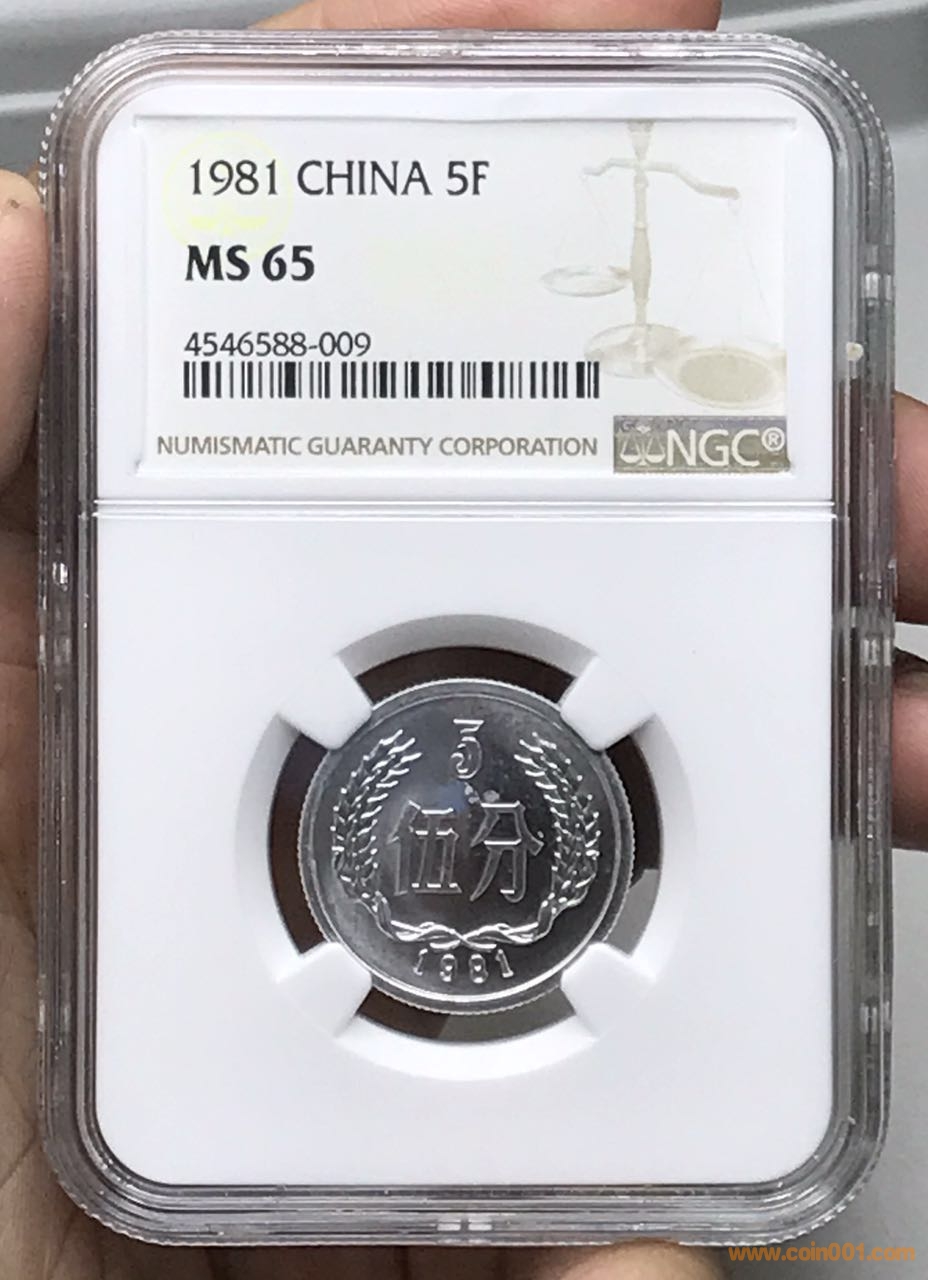 1981 CHINA 5F
MS 65
4546588-009
NUMISMATIC GUARANTY CORPORATION
NGC®
5
伍分
1981
www.coin001.com